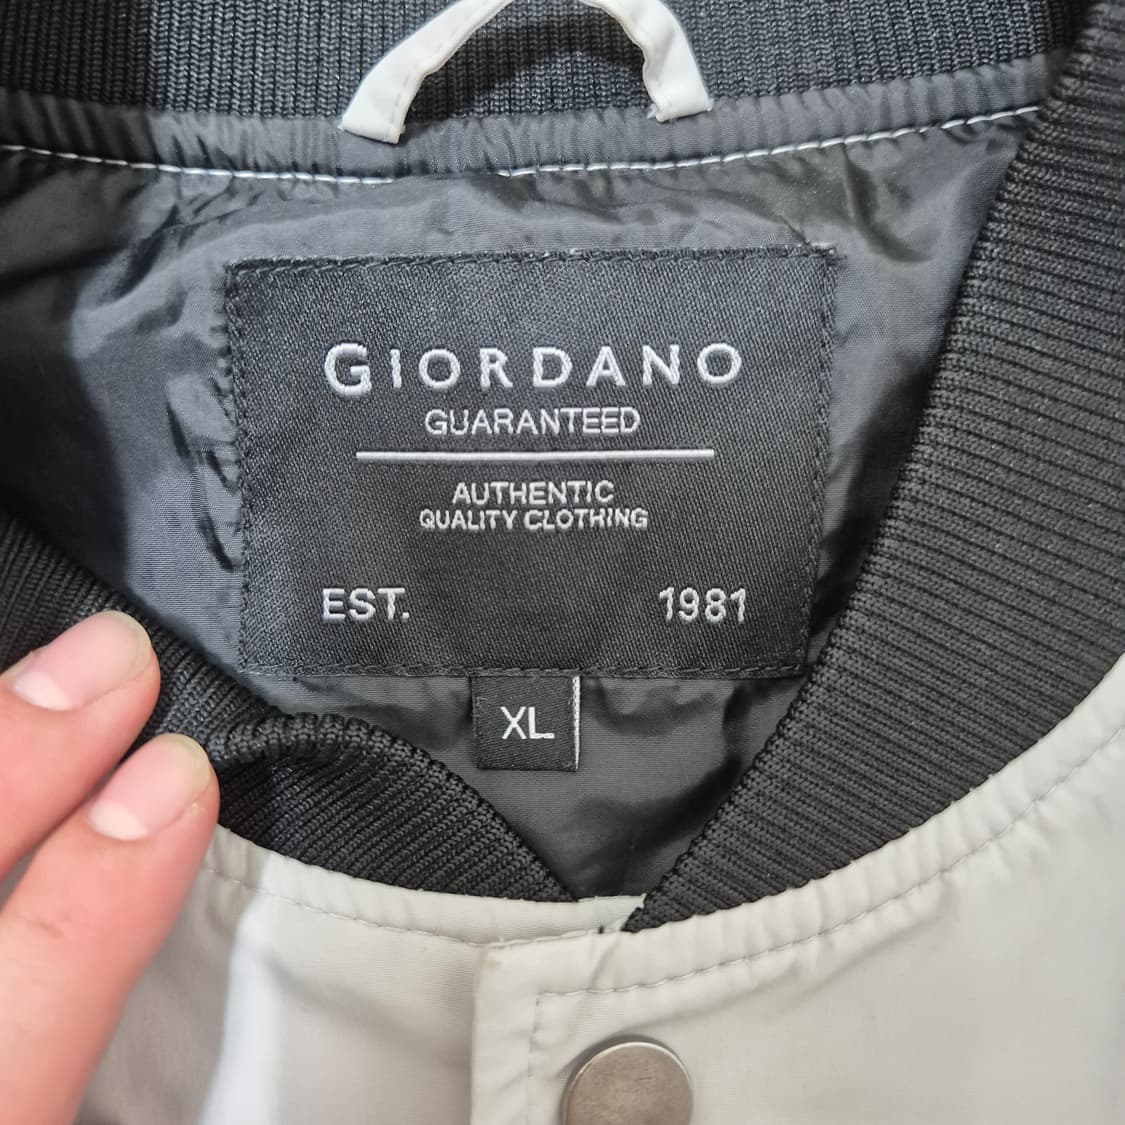 GIORDANO
GUARANTEED
AUTHENTIC
QUALITY CLOTHING
EST. 1981
XL